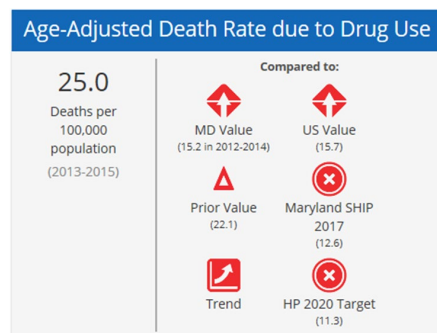 Age-Adjusted Death Rate due to Drug Use
25.0
Deaths per
100,000
population
(2013-2015)
Compared to:
MD Value
(15.2 in 2012-2014)
US Value
(15.7)
Prior Value
(22.1)
Maryland SHIP
2017
(12.6)
Trend
HP 2020 Target
(11.3)